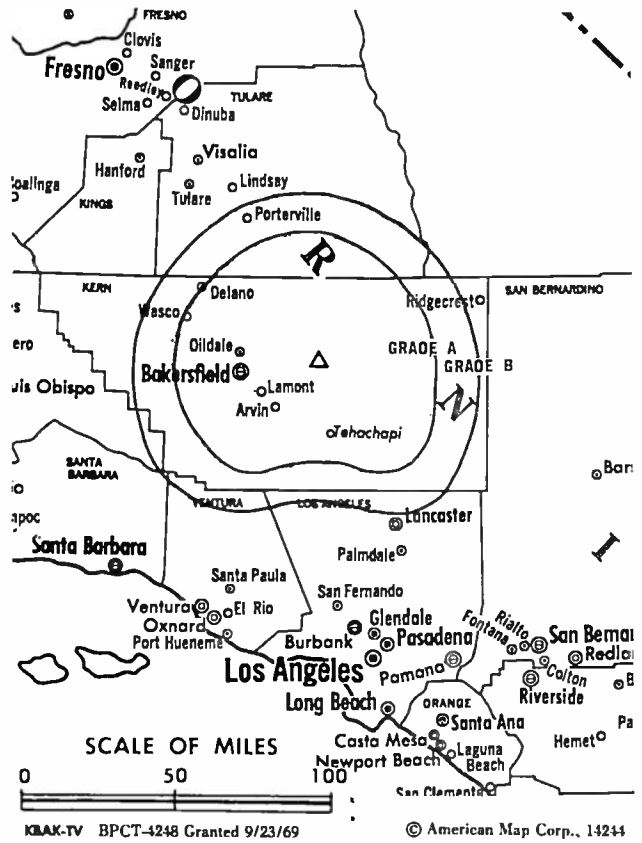 FRESNO
Clovis
Fresno
Sanger
Reedley
Selma
Dinuba
TULARE
Hanford
Visalia
Tulare
Lindsay
KINGS
Porterville
R
KERN
Delano
Ridgecrest
SAN BERNARDINO
Wasco
Oildale
GRADE A
GRADE B
Bakersfield
Lamont
Arvin
N
Tehachapi
uis Obispo
SANTA
BARBARA
VENTURA
LOS ANGELES
Lancaster
Santa Barbara
Palmdale
I
Santa Paula
San Fernando
Ventura
El Rio
Oxnard
Port Hueneme
Glendale
Burbank
Pasadena
Fontana
Rialto
San Berna
Los Angeles
Pamona
Colton
Redla
Riverside
Long Beach
ORANGE
Santa Ana
Casta Mesa
Newport Beach
Laguna
Beach
Hemet
San Clemente
SCALE OF MILES
0 50 100
KBAK-TV BPCT-4248 Granted 9/23/69
© American Map Corp., 14244